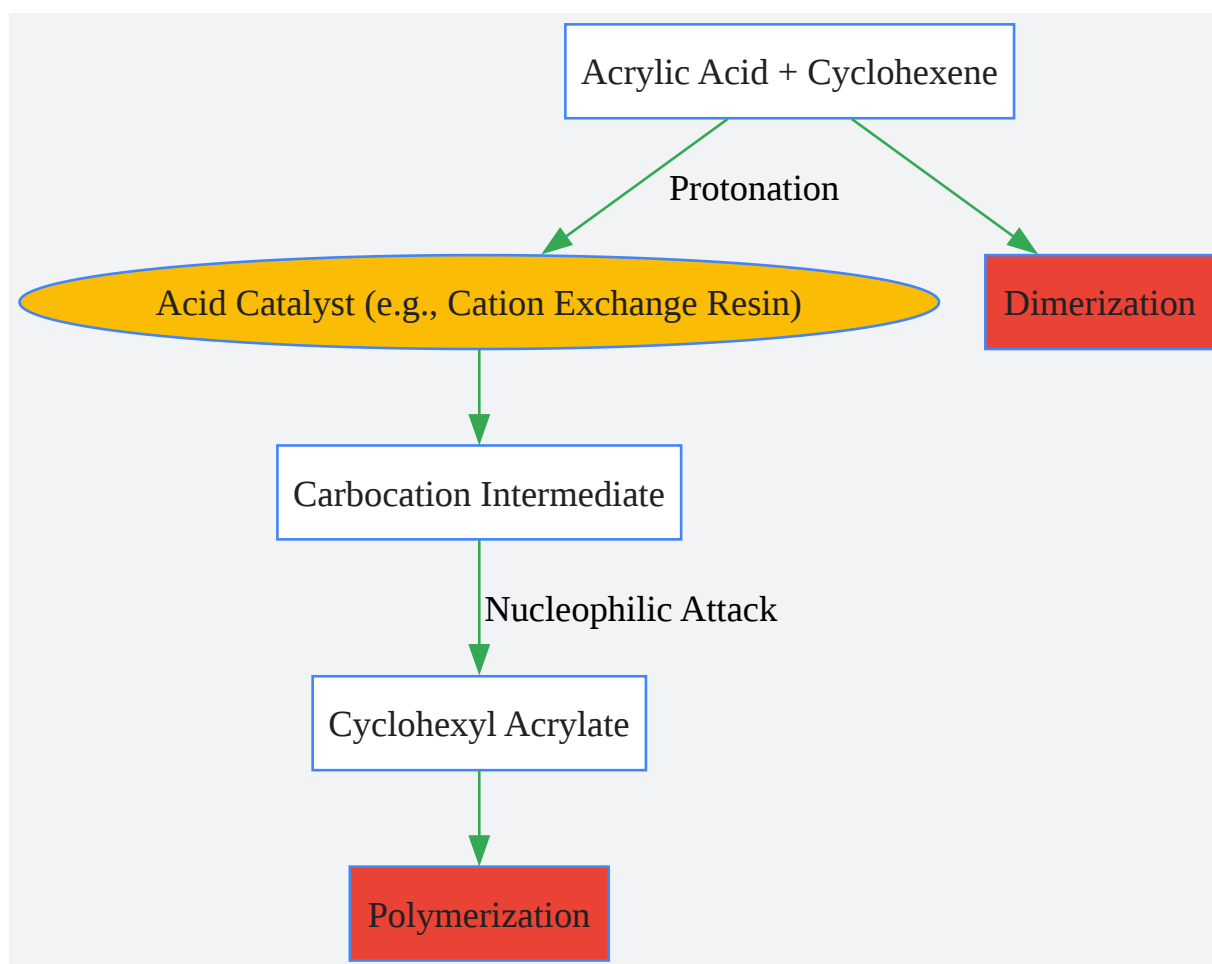 Acrylic Acid + Cyclohexene
Protonation
Acid Catalyst (e.g., Cation Exchange Resin)
Dimerization
Carbocation Intermediate
Nucleophilic Attack
Cyclohexyl Acrylate
Polymerization